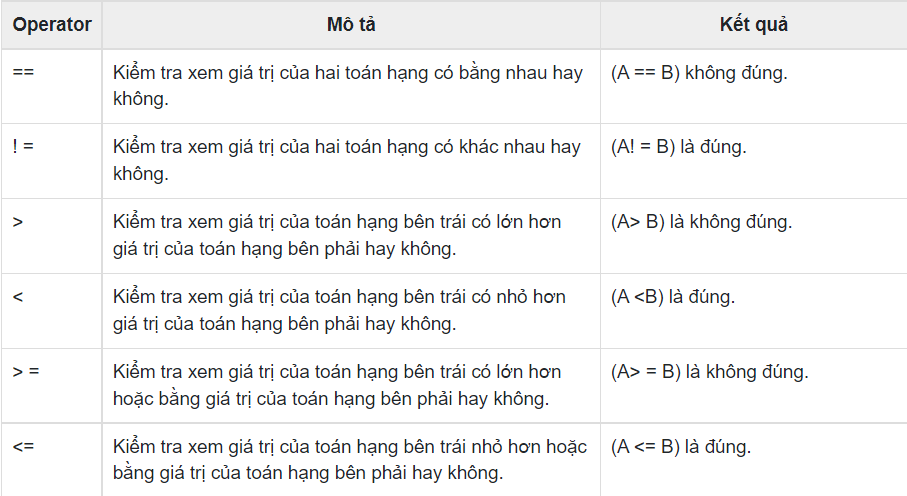 Operator Mô tả Kết quả
== Kiểm tra xem giá trị của hai toán hạng có bằng nhau hay (A == B) không đúng.
không.
! = Kiểm tra xem giá trị của hai toán hạng có khác nhau hay (A! = B) là đúng.
không.
> Kiểm tra xem giá trị của toán hạng bên trái có lớn hơn (A> B) là không đúng.
giá trị của toán hạng bên phải hay không.
< Kiểm tra xem giá trị của toán hạng bên trái có nhỏ hơn (A <B) là đúng.
giá trị của toán hạng bên phải hay không.
> = Kiểm tra xem giá trị của toán hạng bên trái có lớn hơn (A> = B) là không đúng.
hoặc bằng giá trị của toán hạng bên phải hay không.
<= Kiểm tra xem giá trị của toán hạng bên trái nhỏ hơn hoặc (A <= B) là đúng.
bằng giá trị của toán hạng bên phải hay không.